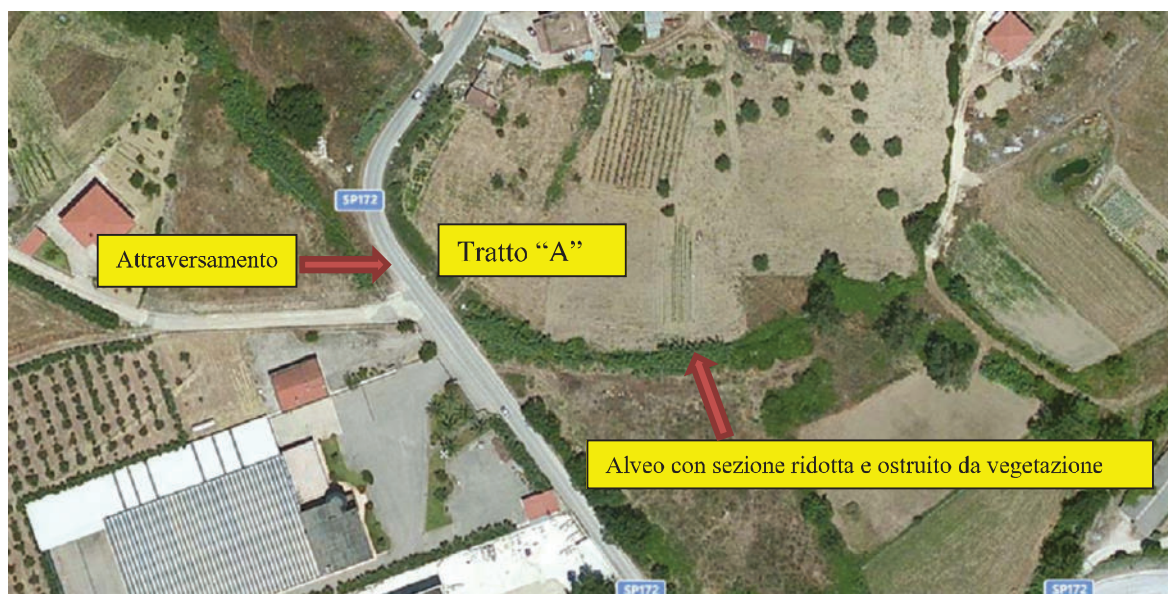 SP172
Attraversamento
Tratto “A”
Alveo con sezione ridotta e ostruito da vegetazione
SP172
SP172